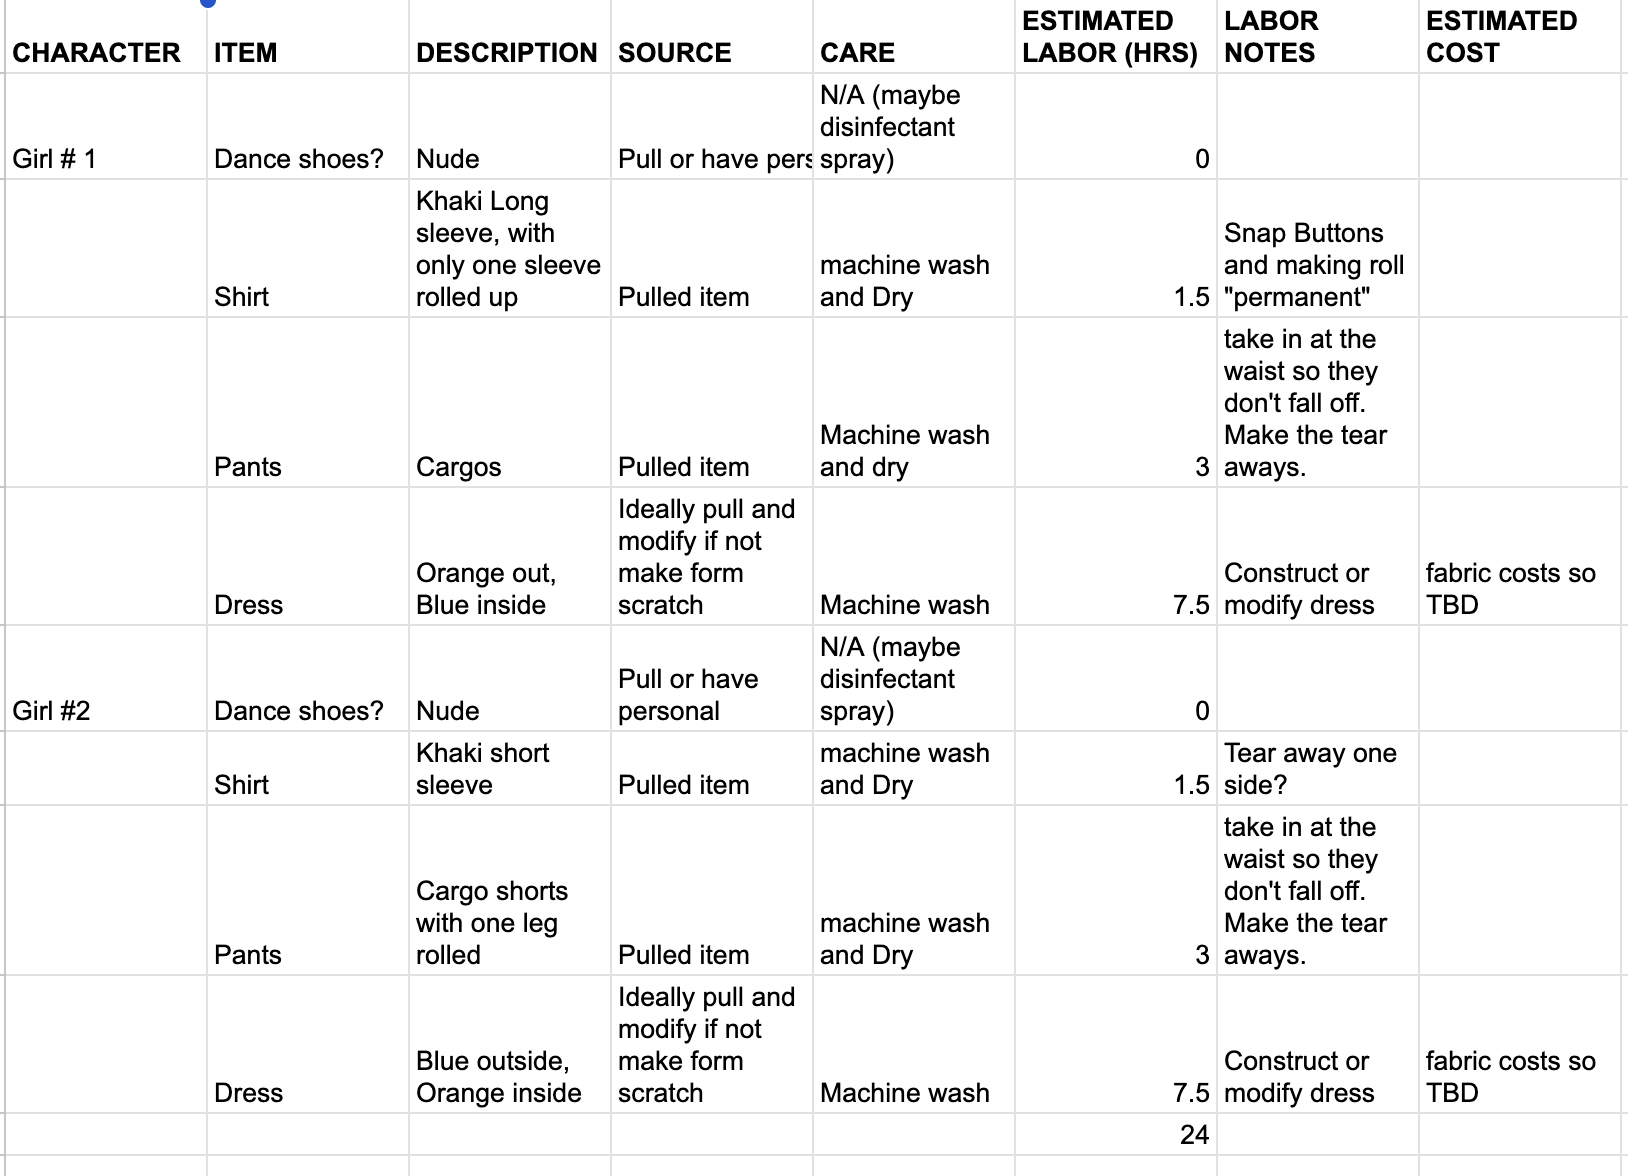 CHARACTER ITEM DESCRIPTION SOURCE CARE ESTIMATED LABOR (HRS) LABOR NOTES ESTIMATED COST
Girl # 1 Dance shoes? Nude Pull or have pers N/A (maybe disinfectant spray) 0
Shirt Khaki Long sleeve, with only one sleeve rolled up Pulled item machine wash and Dry 1.5 Snap Buttons and making roll "permanent"
Pants Cargos Pulled item Machine wash and dry 3 take in at the waist so they don't fall off. Make the tear aways.
Dress Orange out, Blue inside Ideally pull and modify if not make form scratch Machine wash 7.5 Construct or modify dress fabric costs so TBD
Girl #2 Dance shoes? Nude Pull or have personal N/A (maybe disinfectant spray) 0
Shirt Khaki short sleeve Pulled item machine wash and Dry 1.5 Tear away one side?
Pants Cargo shorts with one leg rolled Pulled item machine wash and Dry 3 take in at the waist so they don't fall off. Make the tear aways.
Dress Blue outside, Orange inside Ideally pull and modify if not make form scratch Machine wash 7.5 Construct or modify dress fabric costs so TBD
24